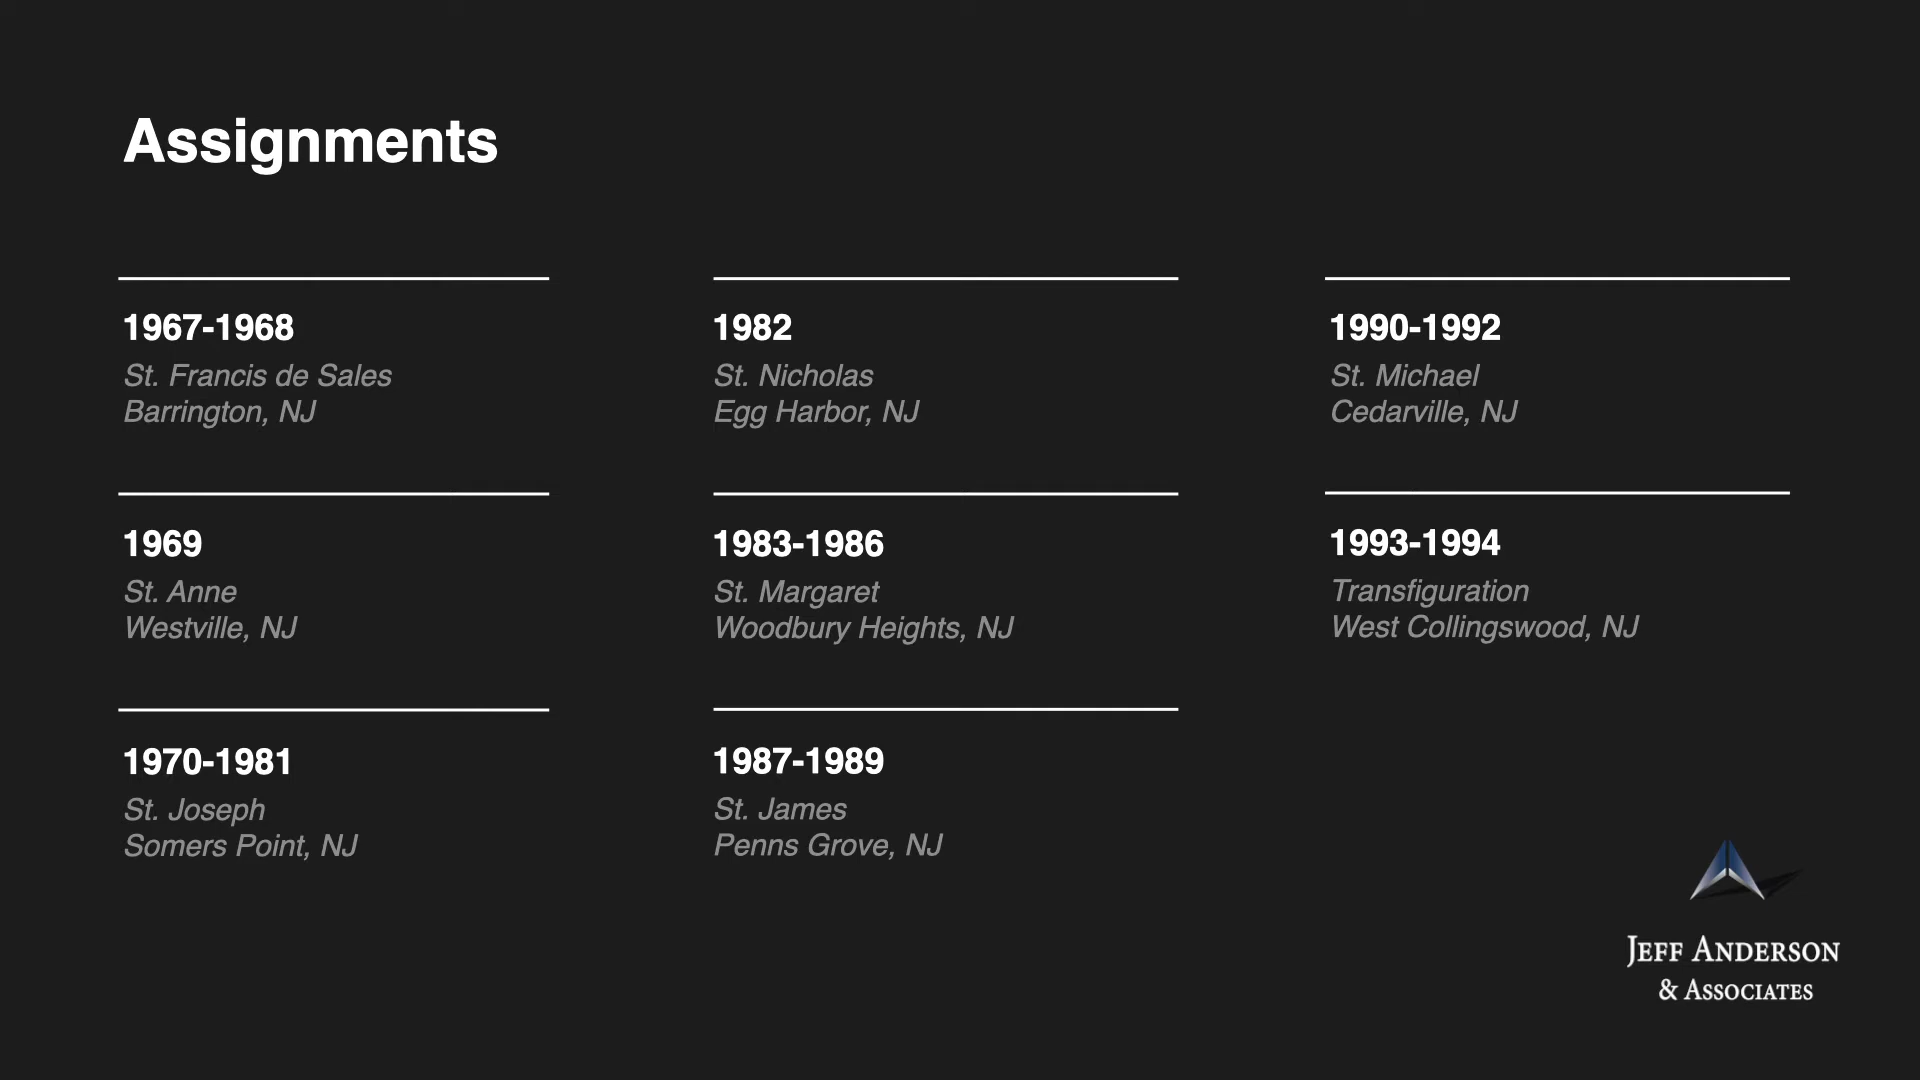 Assignments
1967-1968
St. Francis de Sales
Barrington, NJ
1969
St. Anne
Westville, NJ
1970-1981
St. Joseph
Somers Point, NJ
1982
St. Nicholas
Egg Harbor, NJ
1983-1986
St. Margaret
Woodbury Heights, NJ
1987-1989
St. James
Penns Grove, NJ
1990-1992
St. Michael
Cedarville, NJ
1993-1994
Transfiguration
West Collingswood, NJ
JEFF ANDERSON
& ASSOCIATES